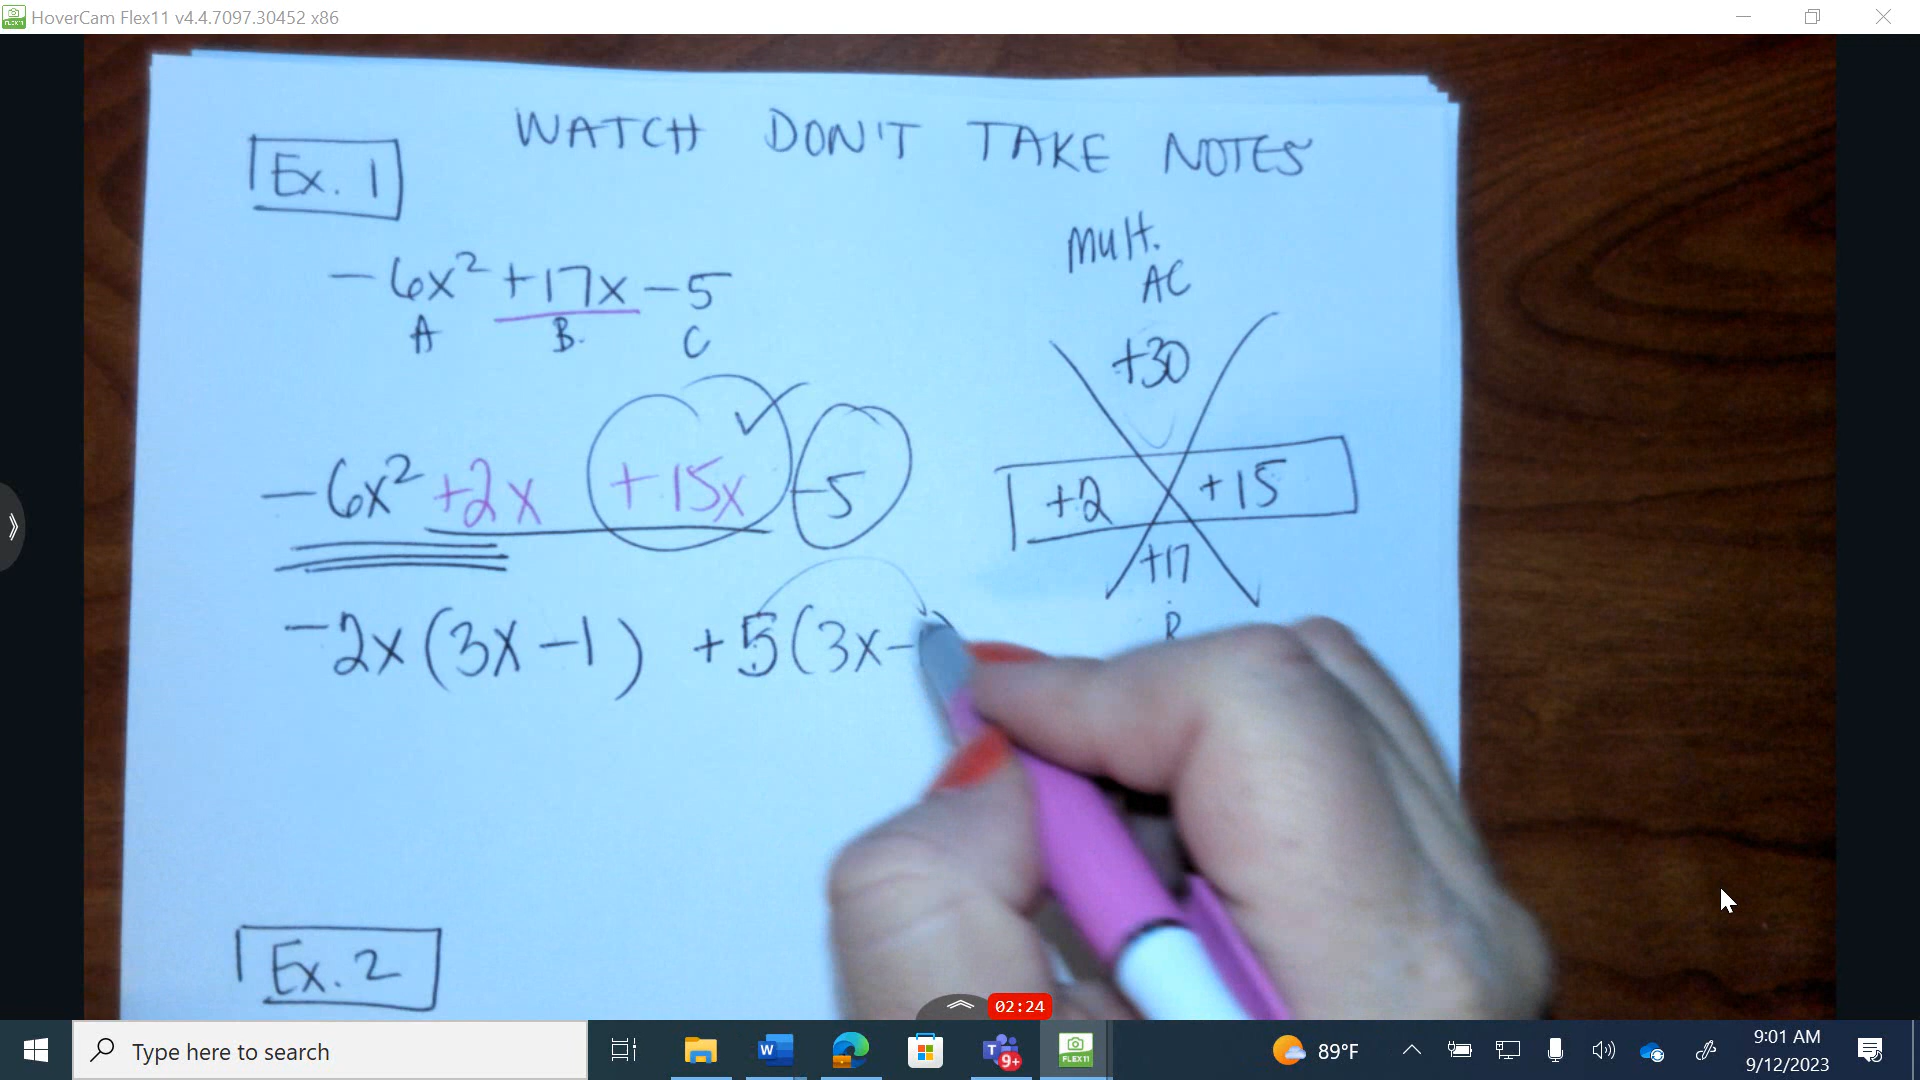 HoverCam Flex11 v4.4.7097.30452 x86
WATCH DON'T TAKE NOTES
Ex. 1
mult.
AC
-6x² +17x -5
A B. C
+30
-6x² +2x +15x -5
+2 +15
+17
-2x(3x-1) +5(3x-
Ex. 2
02:24
Type here to search
W
T 9+
FLEX11
89°F
9:01 AM
9/12/2023